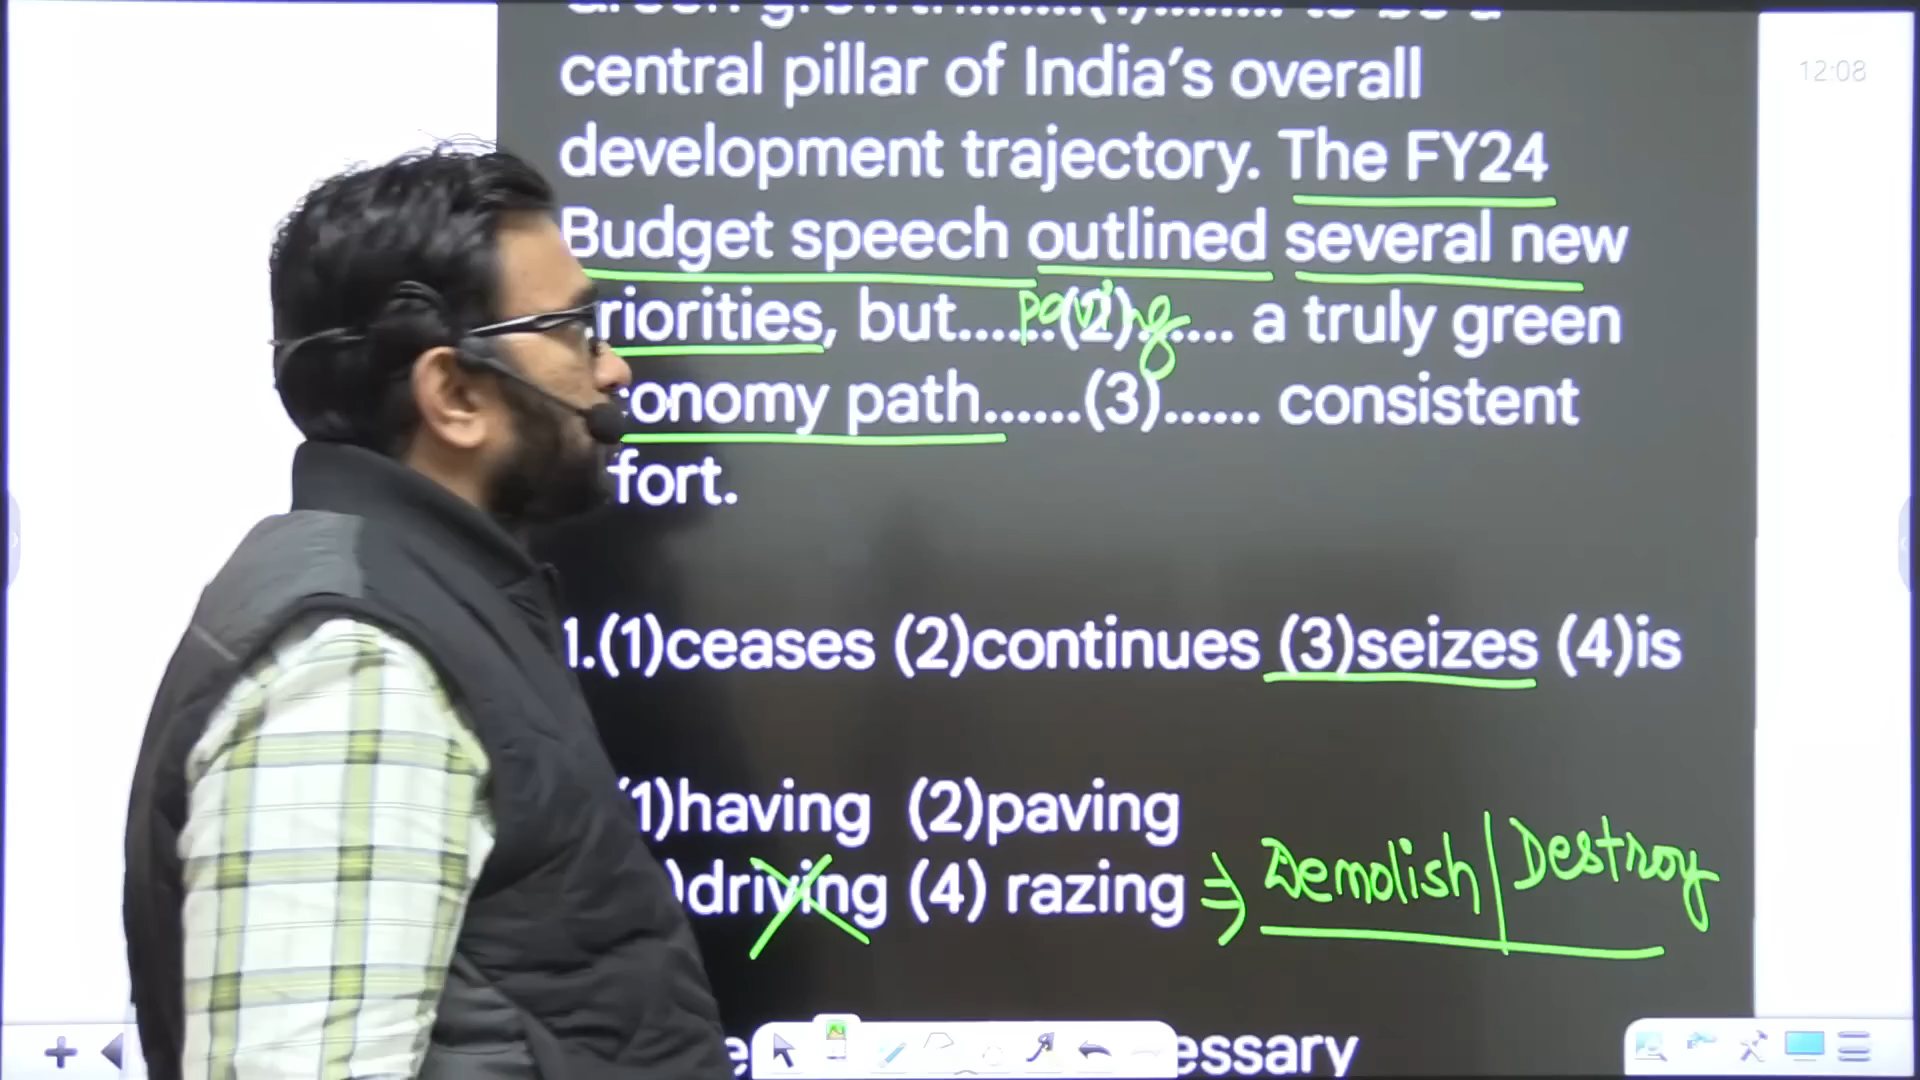 12:08
central pillar of India's overall
development trajectory. The FY24
Budget speech outlined several new
riorities, but......(2)...... a truly green
paving
onomy path......(3)...... consistent
fort.
1.(1)ceases (2)continues (3)seizes (4)is
1)having (2)paving
)driving (4) razing ⇒ Demolish | Destroy
essary